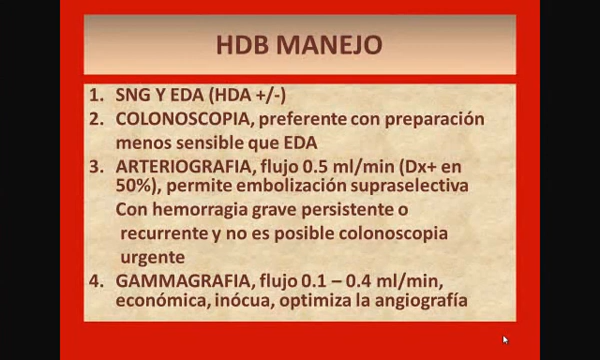 HDB MANEJO
1. SNG Y EDA (HDA +/-)
2. COLONOSCOPIA, preferente con preparación
menos sensible que EDA
3. ARTERIOGRAFIA, flujo 0.5 ml/min (Dx+ en
50%), permite embolización supraselectiva
Con hemorragia grave persistente o
recurrente y no es posible colonoscopia
urgente
4. GAMMAGRAFIA, flujo 0.1 – 0.4 ml/min,
económica, inócua, optimiza la angiografía